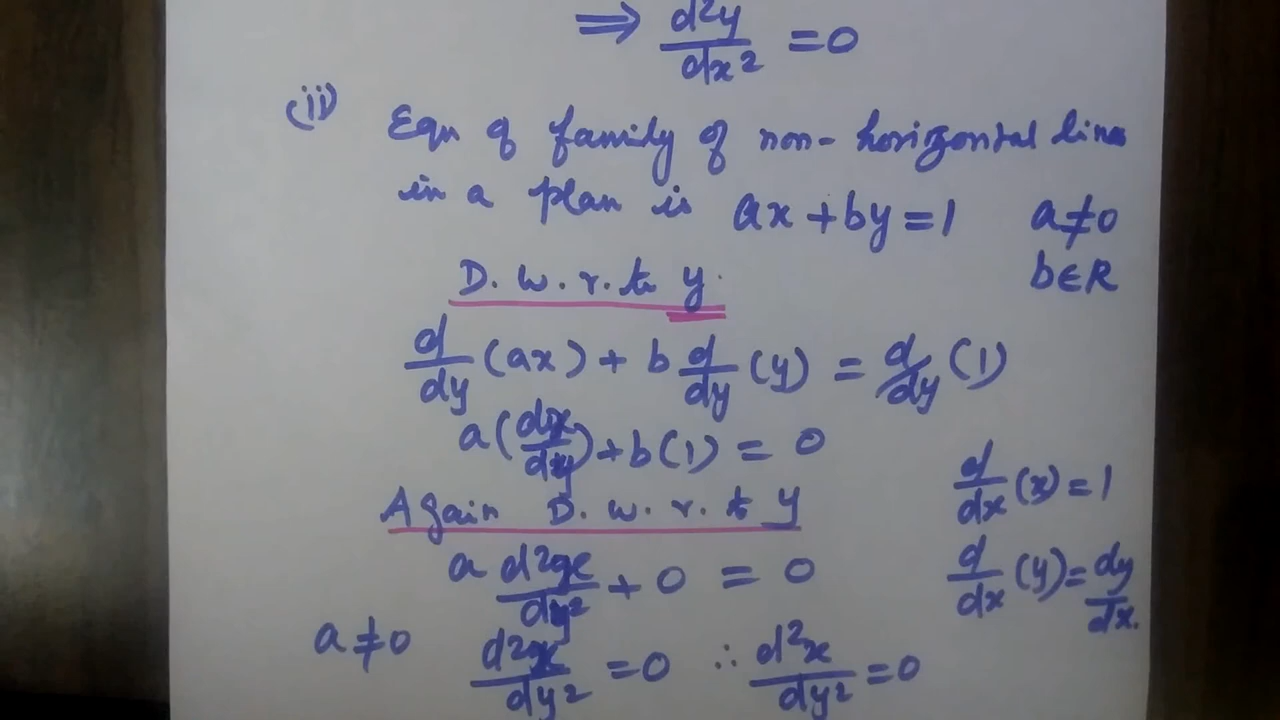 ⇒ d²y/dx² = 0
(ii) Eqn of family of non-horizontal lines
in a plan is ax + by = 1 a ≠ 0
b ∈ R
D. w. r. to y.
d/dy (ax) + b d/dy (y) = d/dy (1)
a(dx/dy) + b(1) = 0
d/dx (x) = 1
Again D. w. r. to y
a d²x/dy² + 0 = 0
d/dx (y) = dy/dx.
a ≠ 0 d²x/dy² = 0 ∴ d²x/dy² = 0